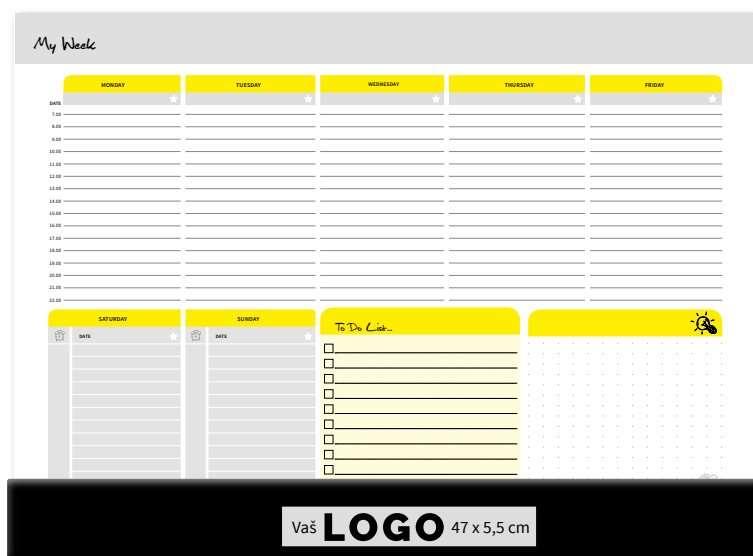 My Week
MONDAY TUESDAY WEDNESDAY THURSDAY FRIDAY
DATE
7.00
8.00
9.00
10.00
11.00
12.00
13.00
14.00
15.00
16.00
17.00
18.00
19.00
20.00
21.00
22.00
SATURDAY SUNDAY
To Do List...
DATE DATE
Vaš LOGO 47 x 5,5 cm